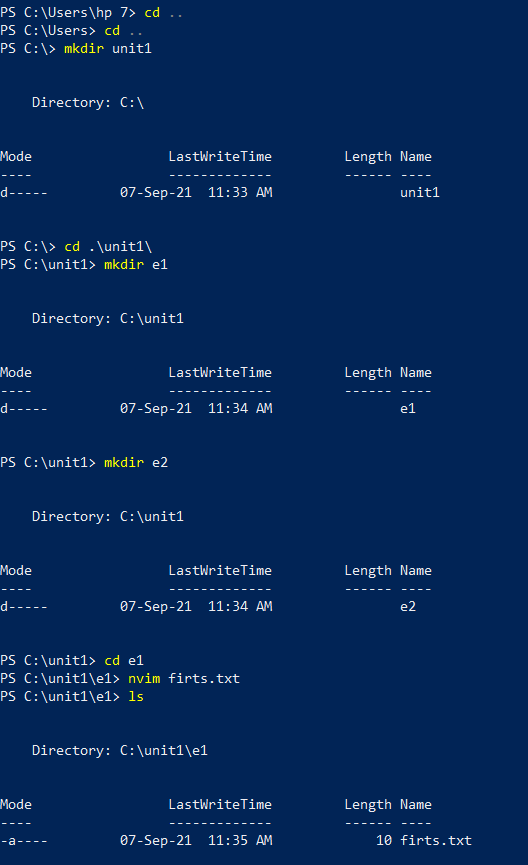 PS C:\Users\hp 7> cd ..
PS C:\Users> cd ..
PS C:\> mkdir unit1
Directory: C:\
Mode LastWriteTime Length Name
---- ------------- ------ ----
d----- 07-Sep-21 11:33 AM unit1
PS C:\> cd .\unit1\
PS C:\unit1> mkdir e1
Directory: C:\unit1
Mode LastWriteTime Length Name
---- ------------- ------ ----
d----- 07-Sep-21 11:34 AM e1
PS C:\unit1> mkdir e2
Directory: C:\unit1
Mode LastWriteTime Length Name
---- ------------- ------ ----
d----- 07-Sep-21 11:34 AM e2
PS C:\unit1> cd e1
PS C:\unit1\e1> nvim firts.txt
PS C:\unit1\e1> ls
Directory: C:\unit1\e1
Mode LastWriteTime Length Name
---- ------------- ------ ----
-a---- 07-Sep-21 11:35 AM 10 firts.txt